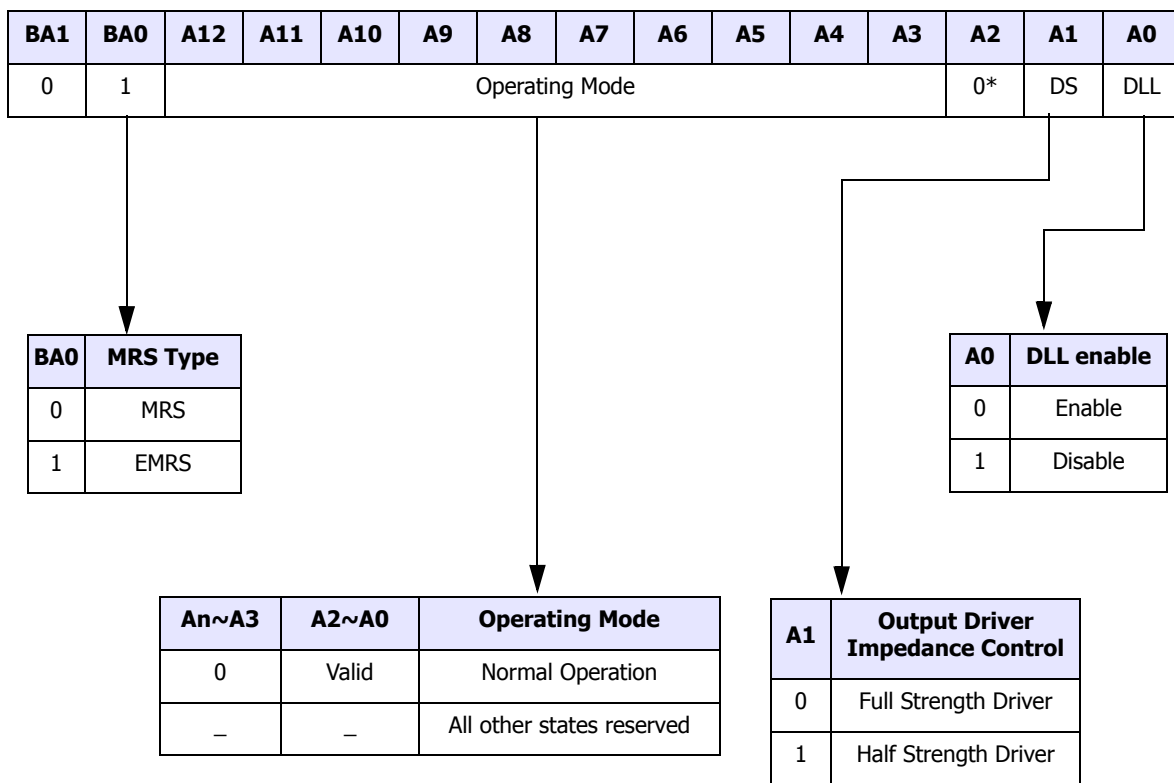 BA1 BA0 A12 A11 A10 A9 A8 A7 A6 A5 A4 A3 A2 A1 A0
0 1 Operating Mode 0* DS DLL
BA0 MRS Type
0 MRS
1 EMRS
A0 DLL enable
0 Enable
1 Disable
An~A3 A2~A0 Operating Mode
0 Valid Normal Operation
_ _ All other states reserved
A1 Output Driver
Impedance Control
0 Full Strength Driver
1 Half Strength Driver